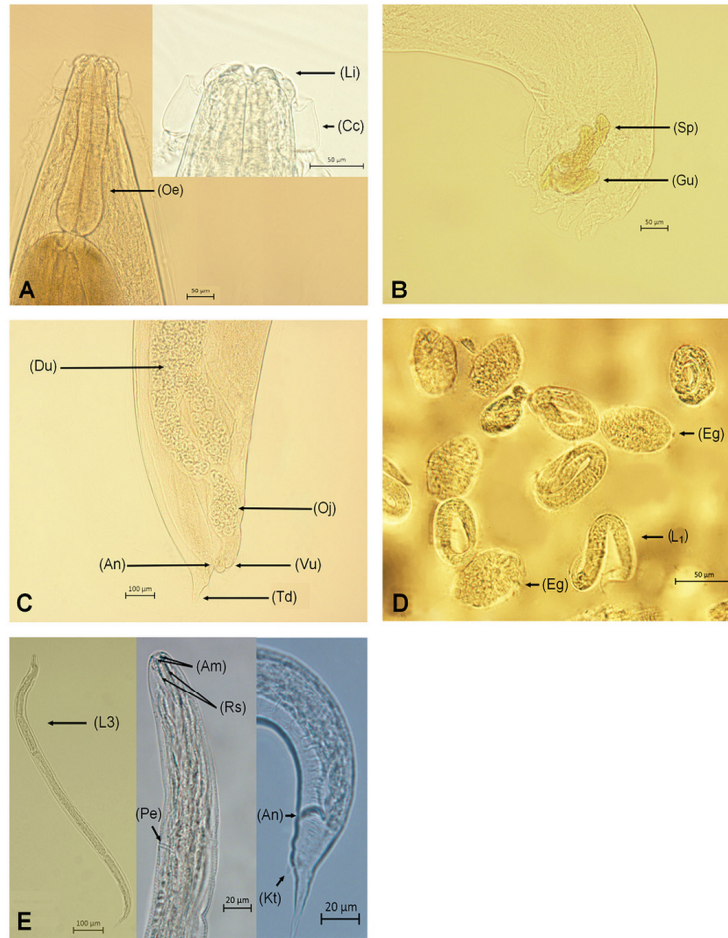 (Li)
(Cc)
50 µm
(Oe)
A
50 µm
(Sp)
(Gu)
50 µm
B
(Du)
(Oj)
(An)
(Vu)
100 µm
(Td)
C
(Eg)
(L₁)
50 µm
(Eg)
D
(Am)
(L3)
(Rs)
(An)
(Pe)
(Kt)
20 µm
20 µm
100 µm
E